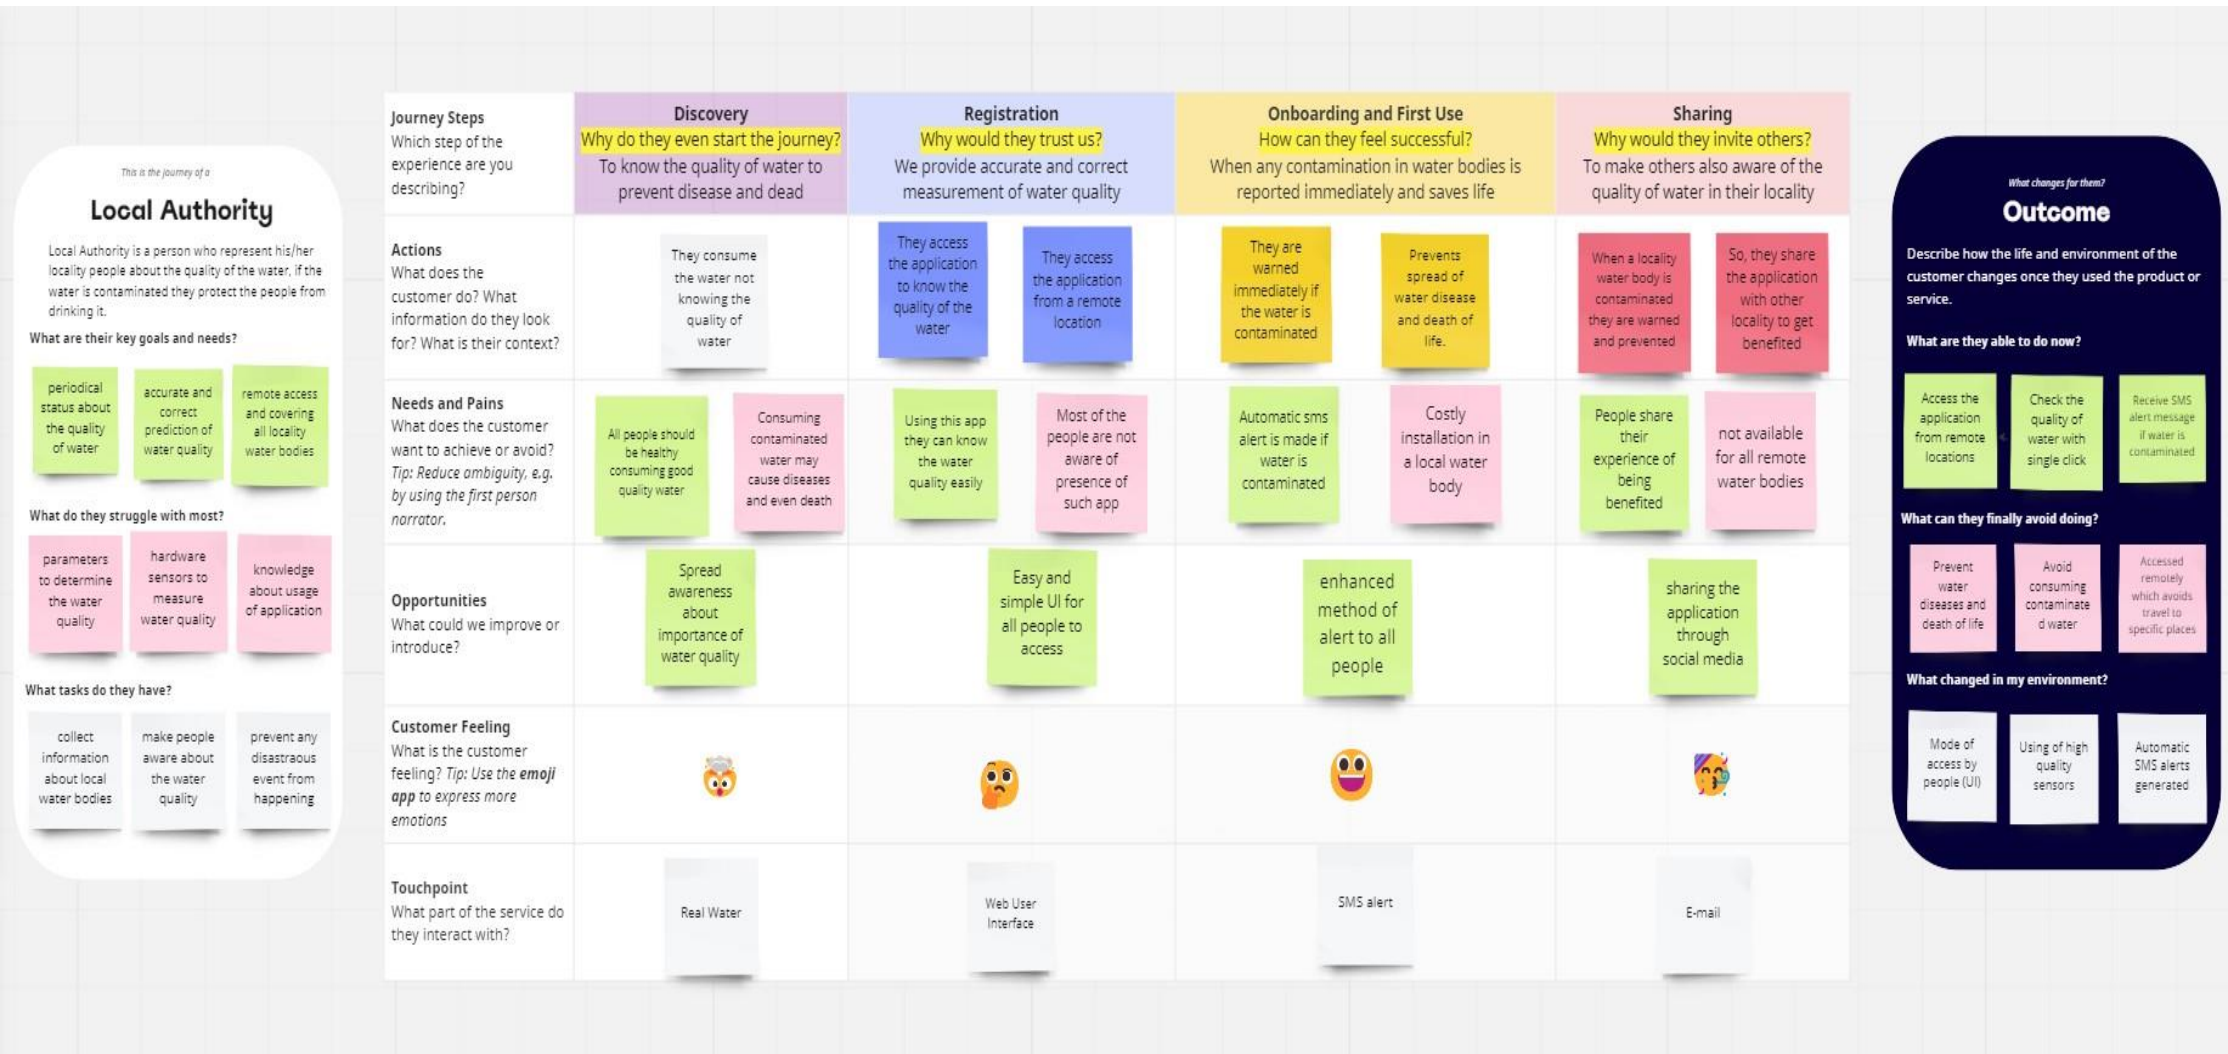 This is the journey of a
Local Authority
Local Authority is a person who represent his/her
locality people about the quality of the water, if the
water is contaminated they protect the people from
drinking it.
What are their key goals and needs?
periodical
status about
the quality
of water
accurate and
correct
prediction of
water quality
remote access
and covering
all locality
water bodies
What do they struggle with most?
parameters
to determine
the water
quality
hardware
sensors to
measure
water quality
knowledge
about usage
of application
What tasks do they have?
collect
information
about local
water bodies
make people
aware about
the water
quality
prevent any
disastraous
event from
happening
Journey Steps
Which step of the
experience are you
describing?
Discovery
Why do they even start the journey?
To know the quality of water to
prevent disease and dead
Registration
Why would they trust us?
We provide accurate and correct
measurement of water quality
Onboarding and First Use
How can they feel successful?
When any contamination in water bodies is
reported immediately and saves life
Sharing
Why would they invite others?
To make others also aware of the
quality of water in their locality
Actions
What does the
customer do? What
information do they look
for? What is their context?
They consume
the water not
knowing the
quality of
water
They access
the application
to know the
quality of the
water
They access
the application
from a remote
location
They are
warned
immediately if
the water is
contaminated
Prevents
spread of
water disease
and death of
life.
When a locality
water body is
contaminated
they are warned
and prevented
So, they share
the application
with other
locality to get
benefited
Needs and Pains
What does the customer
want to achieve or avoid?
Tip: Reduce ambiguity, e.g.
by using the first person
narrator.
All people should
be healthy
consuming good
quality water
Consuming
contaminated
water may
cause diseases
and even death
Using this app
they can know
the water
quality easily
Most of the
people are not
aware of
presence of
such app
Automatic sms
alert is made if
water is
contaminated
Costly
installation in
a local water
body
People share
their
experience of
being
benefited
not available
for all remote
water bodies
Opportunities
What could we improve or
introduce?
Spread
awareness
about
importance of
water quality
Easy and
simple UI for
all people to
access
enhanced
method of
alert to all
people
sharing the
application
through
social media
Customer Feeling
What is the customer
feeling? Tip: Use the emoji
app to express more
emotions
Touchpoint
What part of the service do
they interact with?
Real Water
Web User
Interface
SMS alert
E-mail
What changes for them?
Outcome
Describe how the life and environment of the
customer changes once they used the product or
service.
What are they able to do now?
Access the
application
from remote
locations
Check the
quality of
water with
single click
Receive SMS
alert message
if water is
contaminated
What can they finally avoid doing?
Prevent
water
diseases and
death of life
Avoid
consuming
contaminate
d water
Accessed
remotely
which avoids
travel to
specific places
What changed in my environment?
Mode of
access by
people (UI)
Using of high
quality
sensors
Automatic
SMS alerts
generated